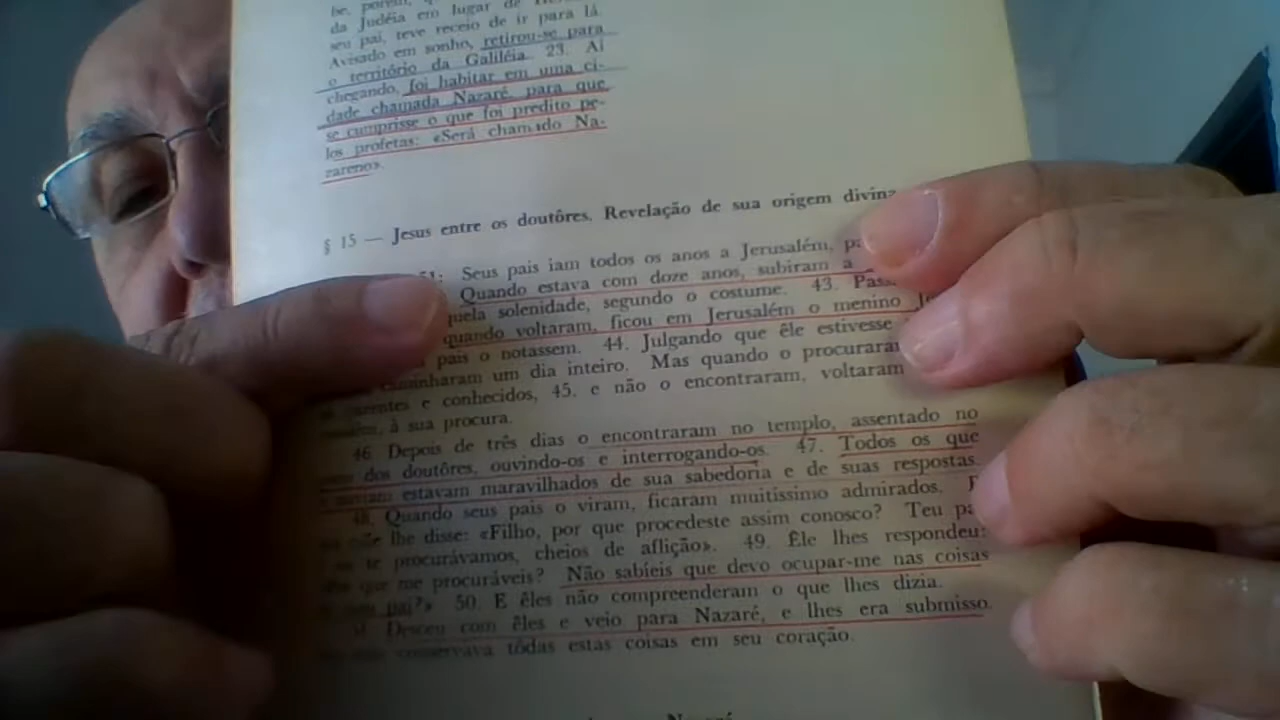 da Judéia em lugar de
seu pai, teve receio de ir para lá.
Avisado em sonho, retirou-se para
o território da Galiléia. 23. Aí
chegando, foi habitar em uma ci-
dade chamada Nazaré, para que
se cumprisse o que foi predito pe-
los profetas: «Será chamado Na-
zareno».
§ 15 — Jesus entre os doutôres. Revelação de sua origem divina
51: Seus pais iam todos os anos a Jerusalém,
Quando estava com doze anos, subiram a
solenidade, segundo o costume. 43.
quando voltaram, ficou em Jerusalém o menino
pais o notassem. 44. Julgando que êle estivesse
caminharam um dia inteiro. Mas quando o procuraram
parentes e conhecidos, 45. e não o encontraram, voltaram
à sua procura.
46 Depois de três dias o encontraram no templo, assentado no
dos doutôres, ouvindo-os e interrogando-os. 47. Todos os que
estavam maravilhados de sua sabedoria e de suas respostas.
48. Quando seus pais o viram, ficaram muitíssimo admirados.
lhe disse: «Filho, por que procedeste assim conosco? Teu
te procurávamos, cheios de aflição». 49. Êle lhes respondeu:
que me procuráveis? Não sabíeis que devo ocupar-me nas coisas
pai?» 50. E êles não compreenderam o que lhes dizia.
Desceu com êles e veio para Nazaré, e lhes era submisso.
conservava tôdas estas coisas em seu coração.